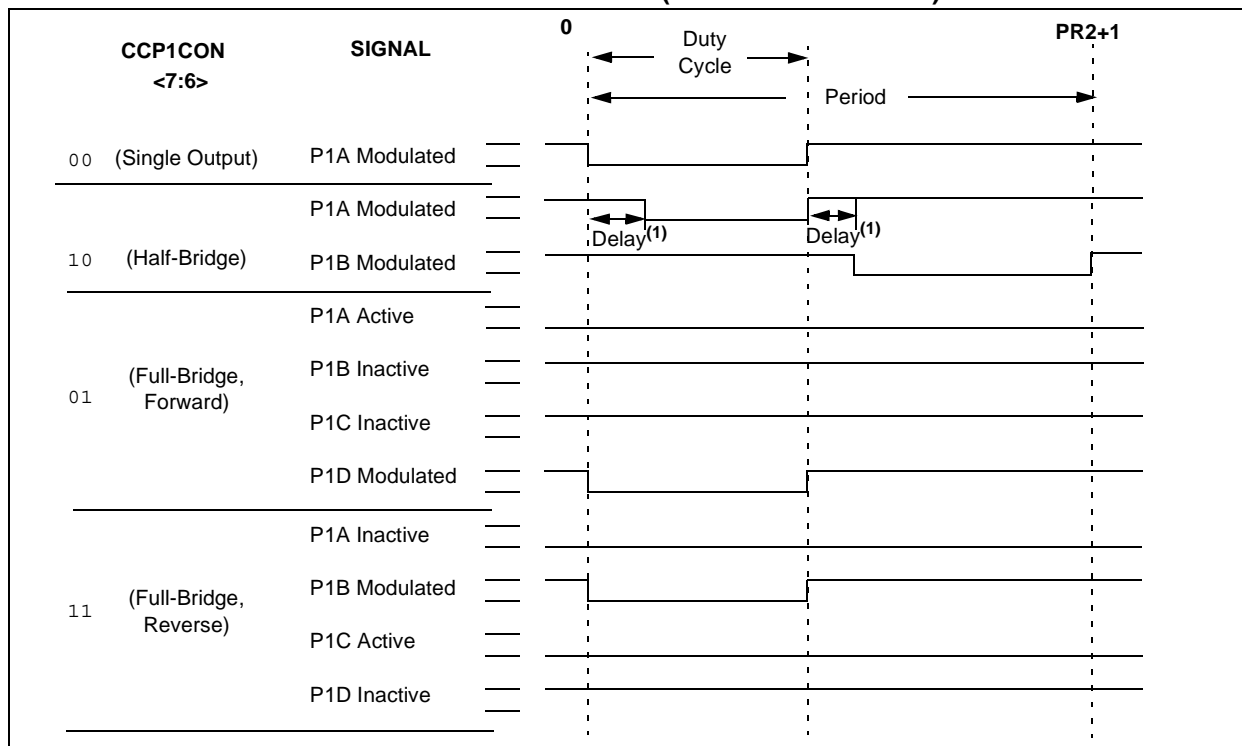 0
PR2+1
CCP1CON
<7:6>
SIGNAL
Duty
Cycle
Period
00 (Single Output) P1A Modulated
P1A Modulated
Delay(1) Delay(1)
10 (Half-Bridge) P1B Modulated
P1A Active
P1B Inactive
01 (Full-Bridge,
Forward)
P1C Inactive
P1D Modulated
P1A Inactive
P1B Modulated
11 (Full-Bridge,
Reverse)
P1C Active
P1D Inactive